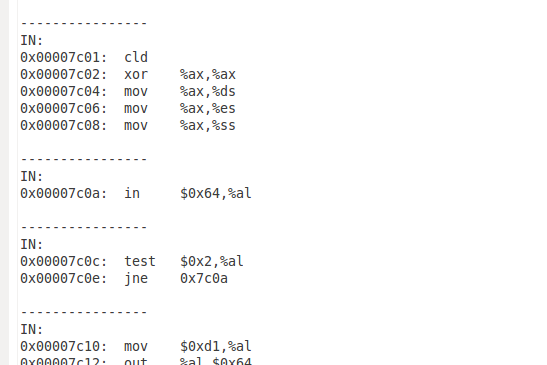 ----------------
IN:
0x00007c01:  cld
0x00007c02:  xor    %ax,%ax
0x00007c04:  mov    %ax,%ds
0x00007c06:  mov    %ax,%es
0x00007c08:  mov    %ax,%ss
----------------
IN:
0x00007c0a:  in     $0x64,%al
----------------
IN:
0x00007c0c:  test   $0x2,%al
0x00007c0e:  jne    0x7c0a
----------------
IN:
0x00007c10:  mov    $0xd1,%al
0x00007c12:  out    %al,$0x64